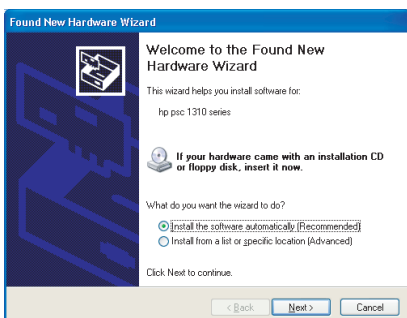 Found New Hardware Wizard
Welcome to the Found New
Hardware Wizard
This wizard helps you install software for:
hp psc 1310 series
If your hardware came with an installation CD
or floppy disk, insert it now.
What do you want the wizard to do?
Install the software automatically (Recommended)
Install from a list or specific location (Advanced)
Click Next to continue.
< Back Next > Cancel